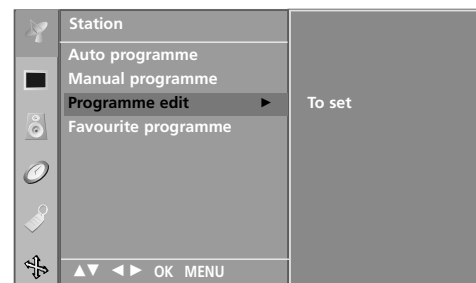 Station
Auto programme
Manual programme
Programme edit ► To set
Favourite programme
▲▼ ◄► OK MENU